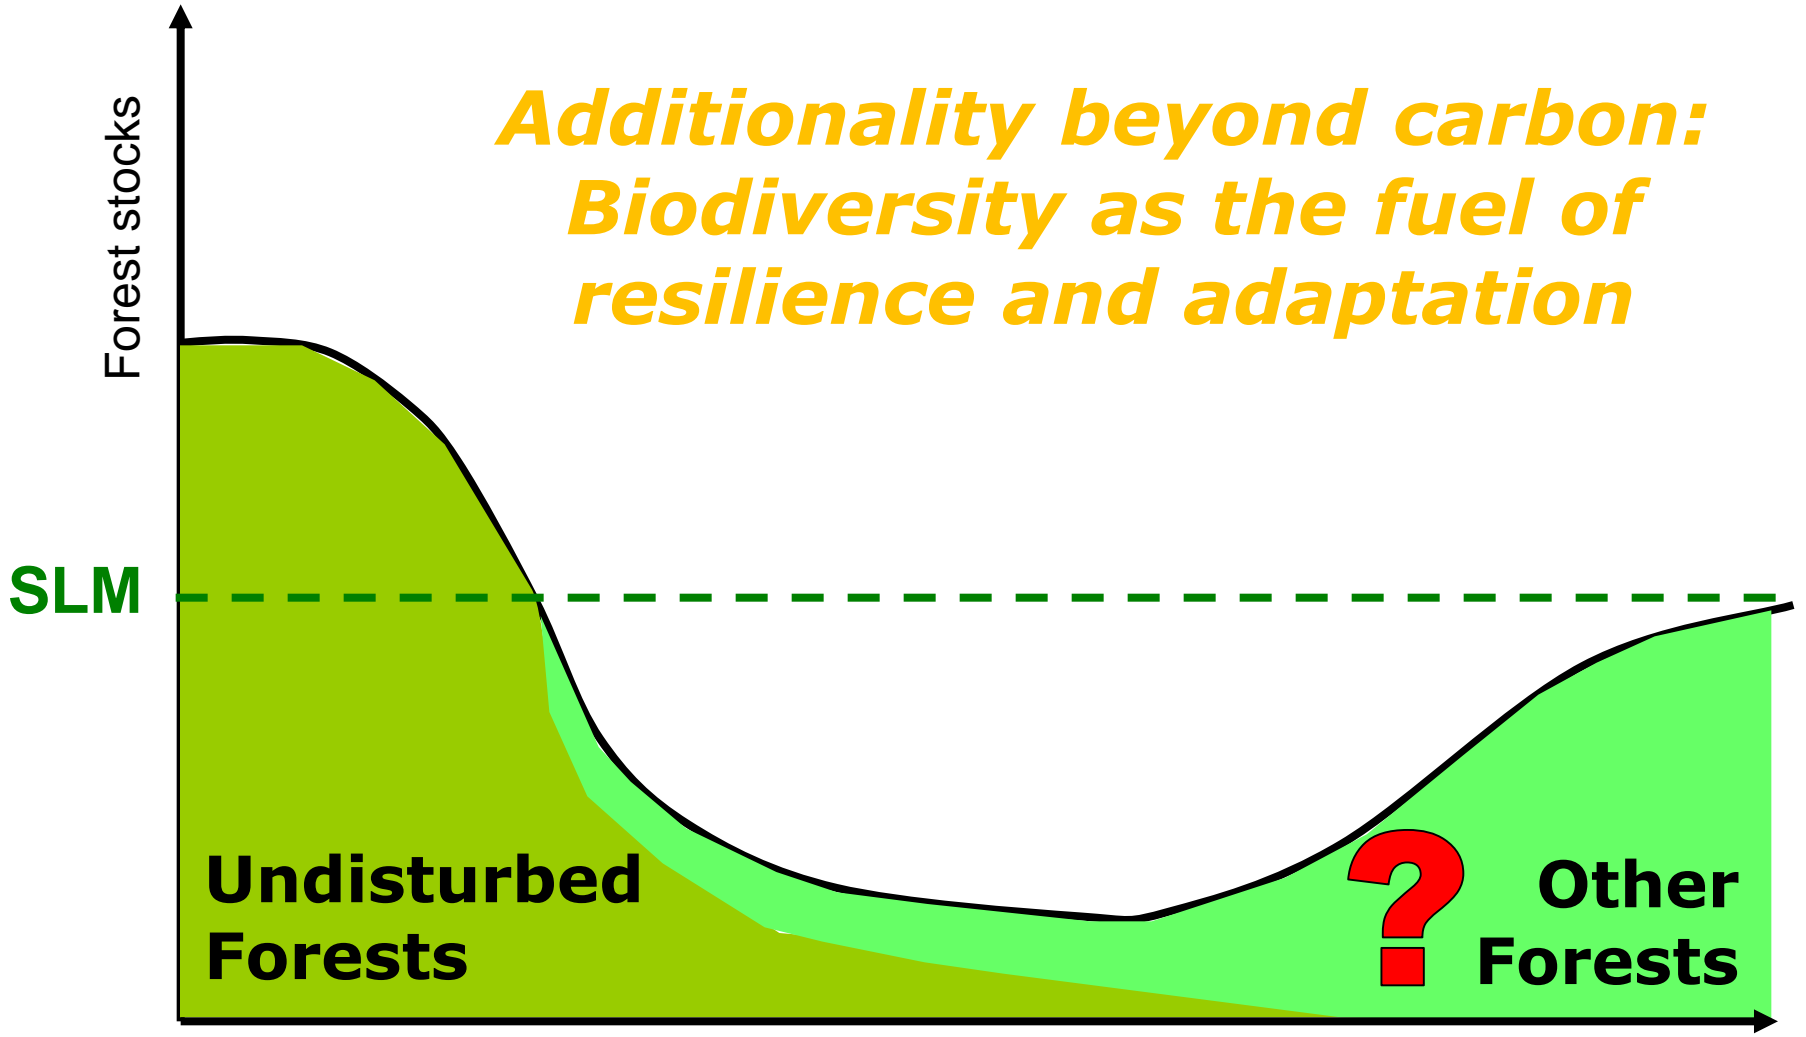 Forest stocks
Additionality beyond carbon:
Biodiversity as the fuel of
resilience and adaptation
SLM
Undisturbed
Forests
?
Other
Forests